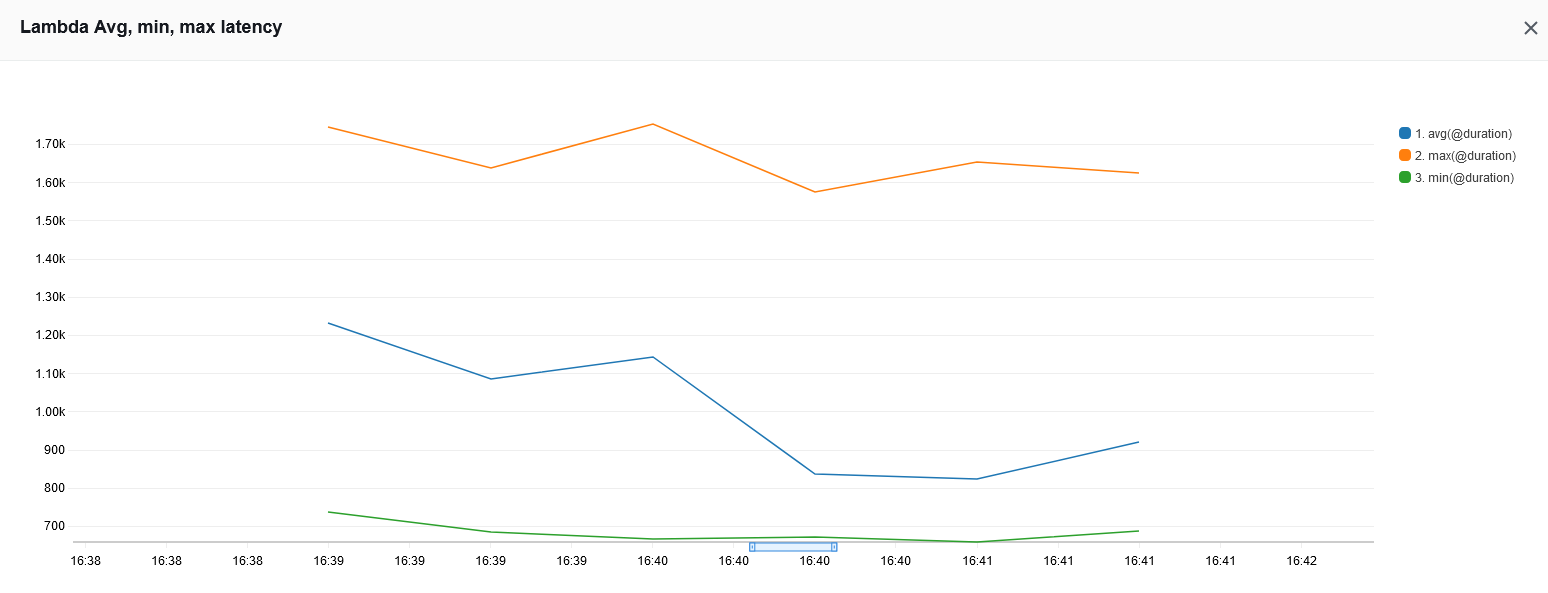 Lambda Avg, min, max latency
1.70k
1.60k
1.50k
1.40k
1.30k
1.20k
1.10k
1.00k
900
800
700
16:38 16:38 16:38 16:39 16:39 16:39 16:39 16:40 16:40 16:40 16:40 16:41 16:41 16:41 16:41 16:42
1. avg(@duration)
2. max(@duration)
3. min(@duration)